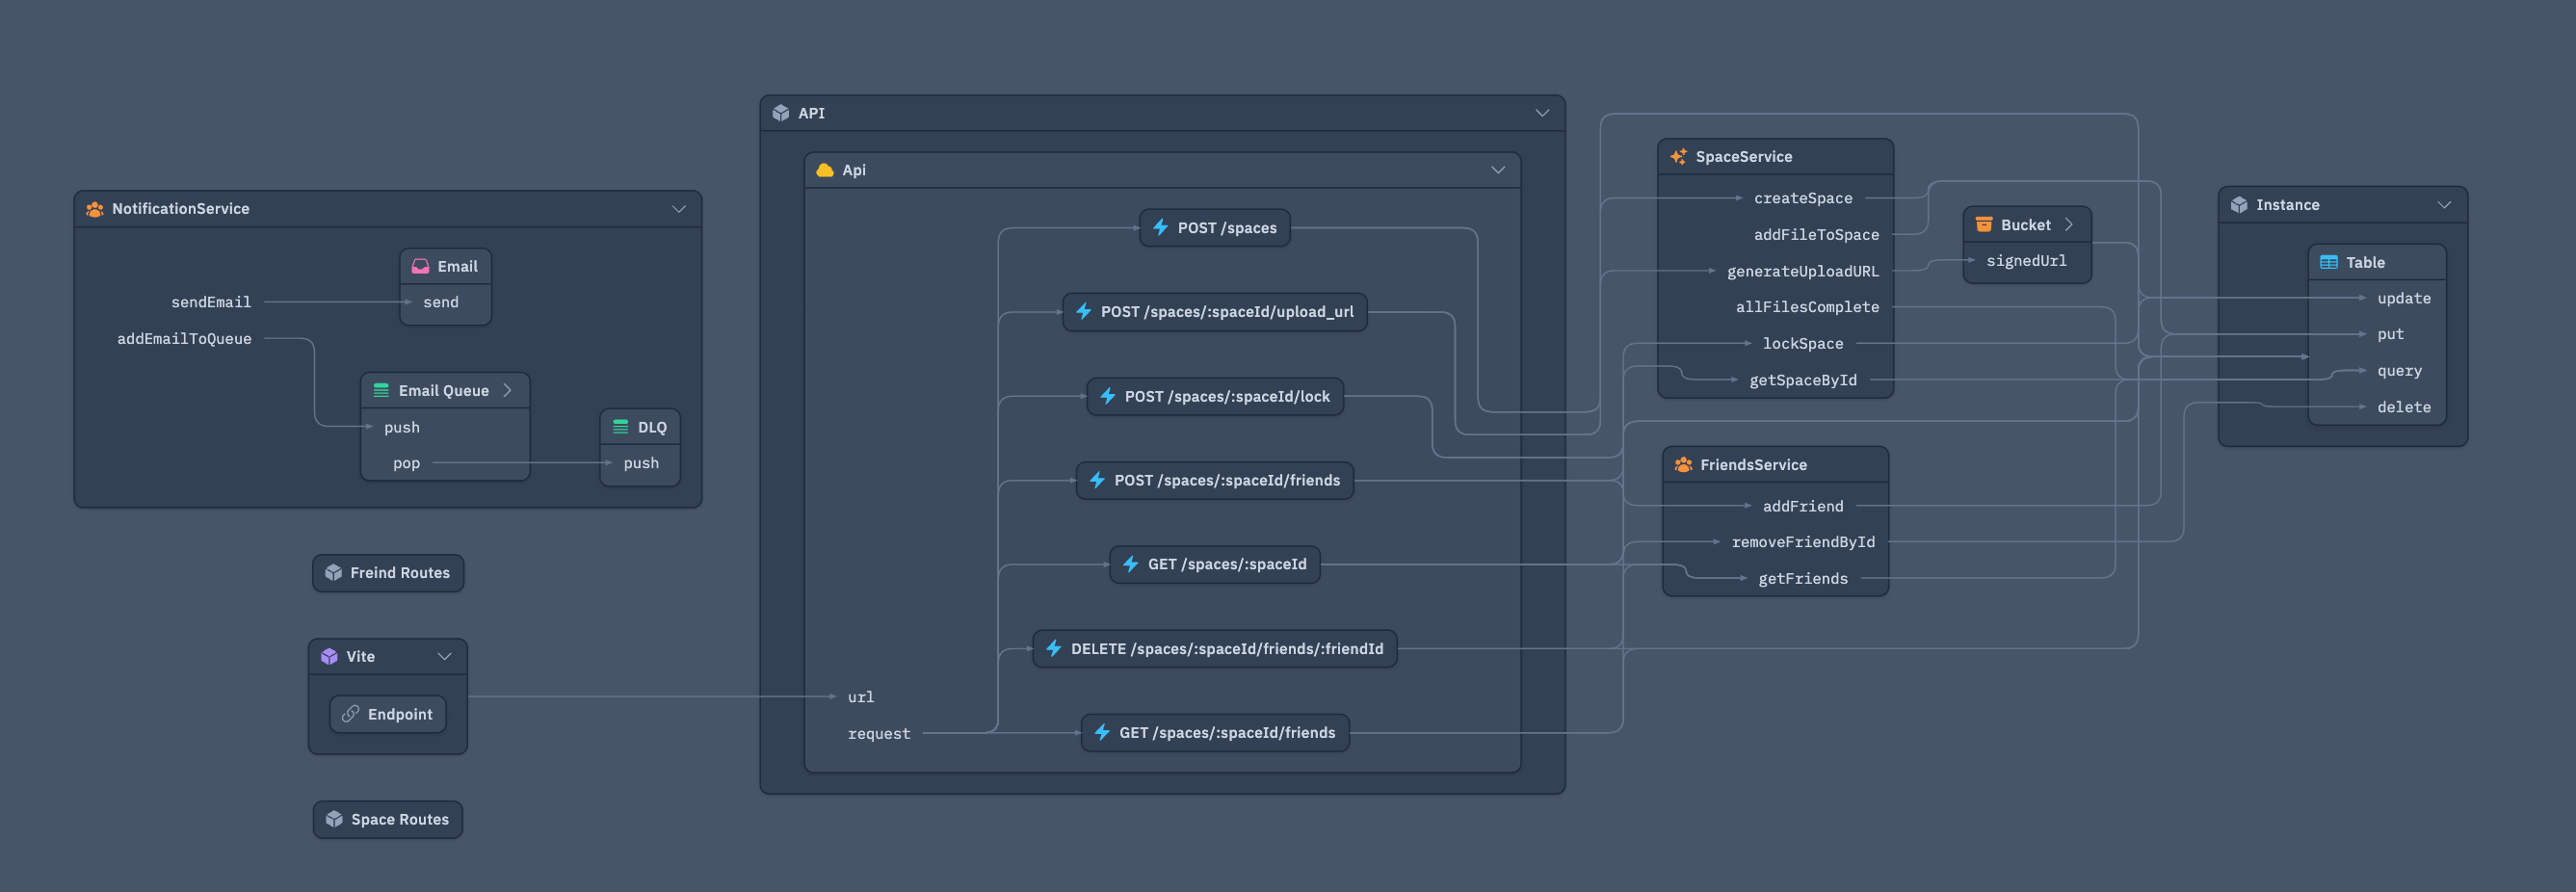 NotificationService
Email
sendEmail
send
addEmailToQueue
Email Queue
push
pop
DLQ
push
Freind Routes
Vite
Endpoint
Space Routes
API
Api
POST /spaces
POST /spaces/:spaceId/upload_url
POST /spaces/:spaceId/lock
POST /spaces/:spaceId/friends
GET /spaces/:spaceId
DELETE /spaces/:spaceId/friends/:friendId
url
request
GET /spaces/:spaceId/friends
SpaceService
createSpace
addFileToSpace
generateUploadURL
allFilesComplete
lockSpace
getSpaceById
Bucket
signedUrl
FriendsService
addFriend
removeFriendById
getFriends
Instance
Table
update
put
query
delete